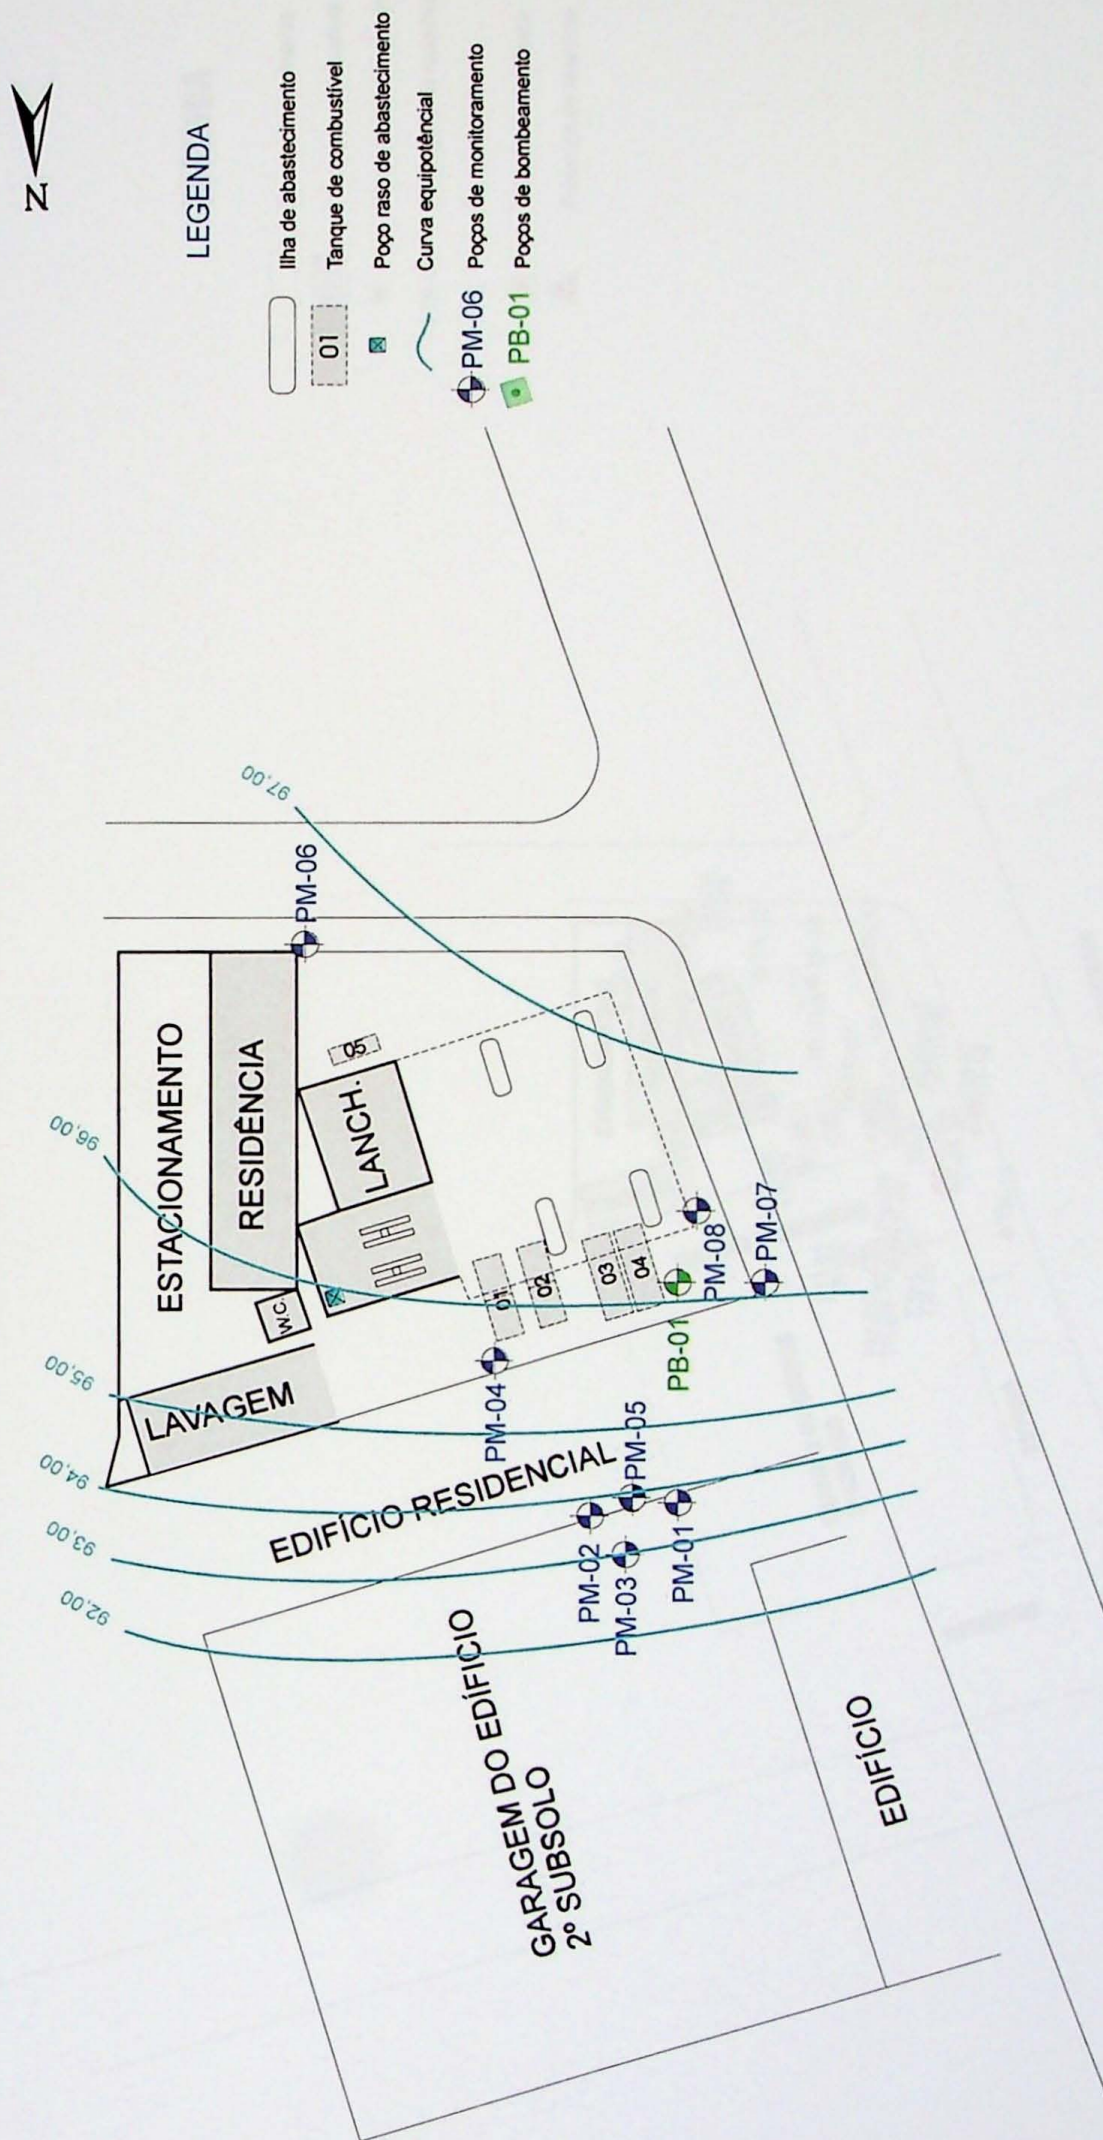 N
LEGENDA
Ilha de abastecimento
01
Tanque de combustível
Poço raso de abastecimento
Curva equipotêncial
PM-06
Poços de monitoramento
PB-01
Poços de bombeamento
97,00
96,00
95,00
94,00
93,00
92,00
ESTACIONAMENTO
RESIDÊNCIA
PM-06
05
LANCH.
W.C.
LAVAGEM
01
02
03
04
PM-04
PB-01
PM-08
PM-07
EDIFÍCIO RESIDENCIAL
PM-05
PM-02
PM-03
PM-01
GARAGEM DO EDÍFICIO
2º SUBSOLO
EDIFÍCIO